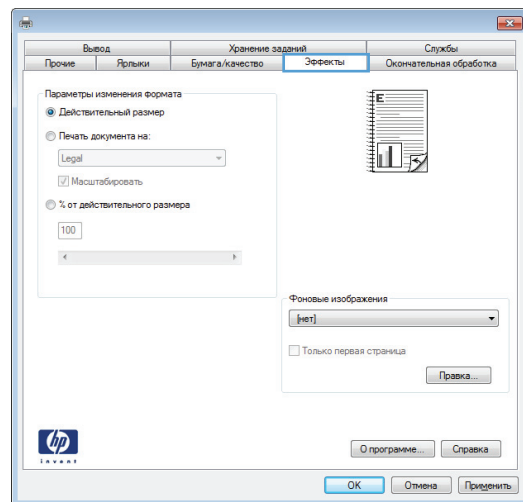 Вывод
Хранение заданий
Службы
Прочие
Ярлыки
Бумага/качество
Эффекты
Окончательная обработка
Параметры изменения формата
Действительный размер
Печать документа на:
Legal
Масштабировать
% от действительного размера
100
E
Фоновые изображения
[нет]
Только первая страница
Правка...
hp
invent
О программе...
Справка
OK
Отмена
Применить